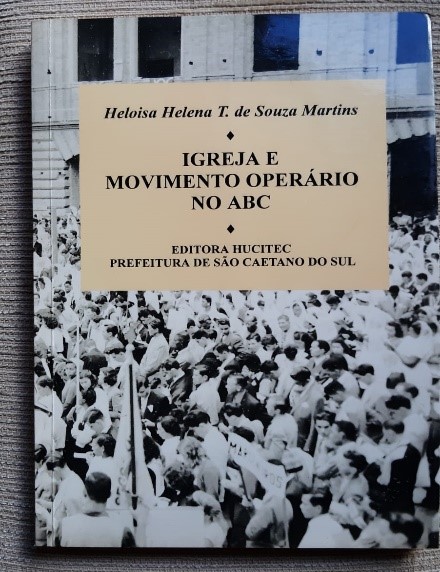 Heloisa Helena T. de Souza Martins
IGREJA E
MOVIMENTO OPERÁRIO
NO ABC
EDITORA HUCITEC
PREFEITURA DE SÃO CAETANO DO SUL